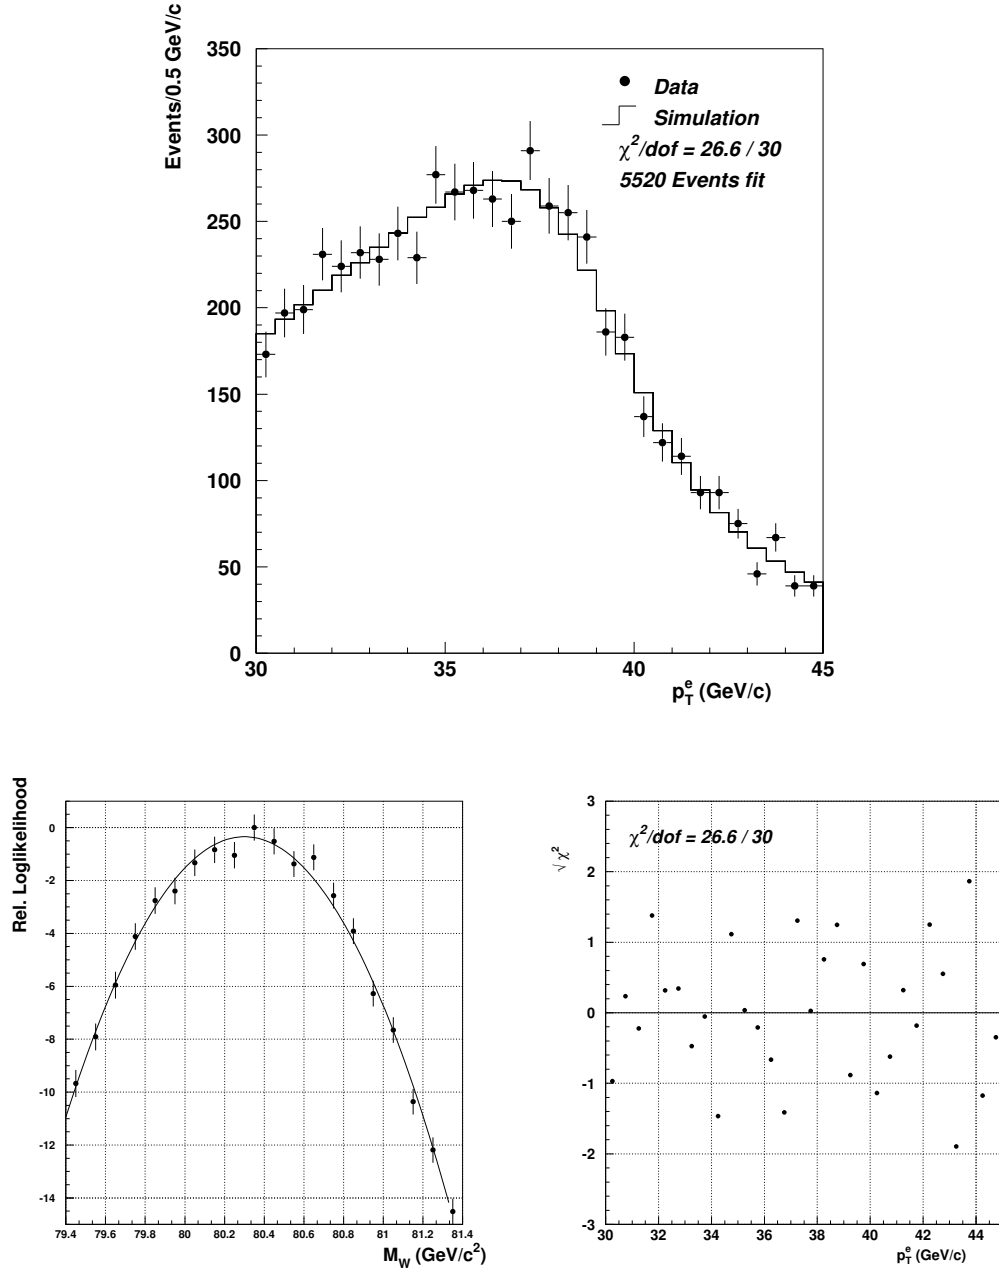 Events/0.5 GeV/c
350
300
250
200
150
100
50
0
Data
Simulation
χ²/dof = 26.6 / 30
5520 Events fit
30 35 40 45
p_T^e (GeV/c)
Rel. Loglikelihood
0
-2
-4
-6
-8
-10
-12
-14
79.4 79.6 79.8 80 80.2 80.4 80.6 80.8 81 81.2 81.4
M_W (GeV/c²)
√ χ²
3
2
1
0
-1
-2
-3
χ²/dof = 26.6 / 30
30 32 34 36 38 40 42 44
p_T^e (GeV/c)